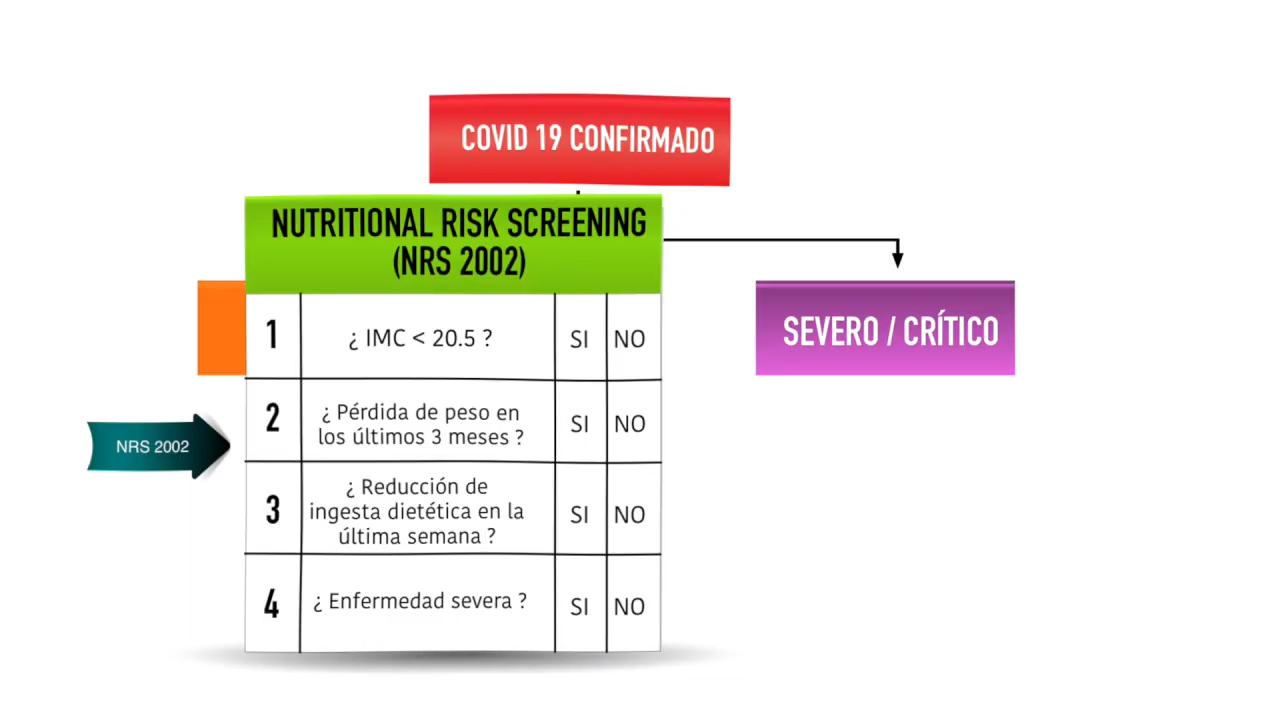 COVID 19 CONFIRMADO
NUTRITIONAL RISK SCREENING
(NRS 2002)
SEVERO / CRÍTICO
NRS 2002
1
¿ IMC < 20.5 ?
SI
NO
2
¿ Pérdida de peso en
los últimos 3 meses ?
SI
NO
3
¿ Reducción de
ingesta dietética en la
última semana ?
SI
NO
4
¿ Enfermedad severa ?
SI
NO